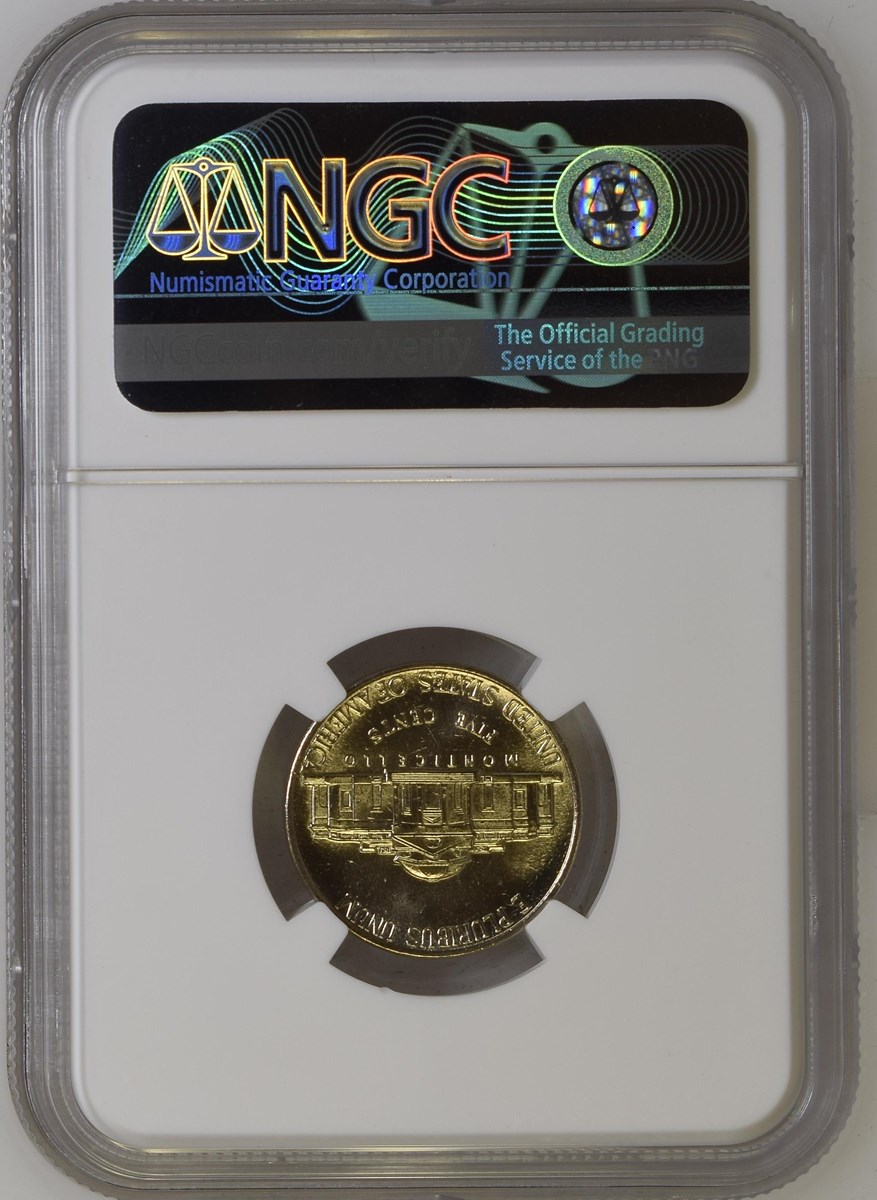 NGC
Numismatic Guaranty Corporation
The Official Grading
Service of the PNG
UNITED STATES OF AMERICA
FIVE CENTS
MONTICELLO
E·PLURIBUS UNUM